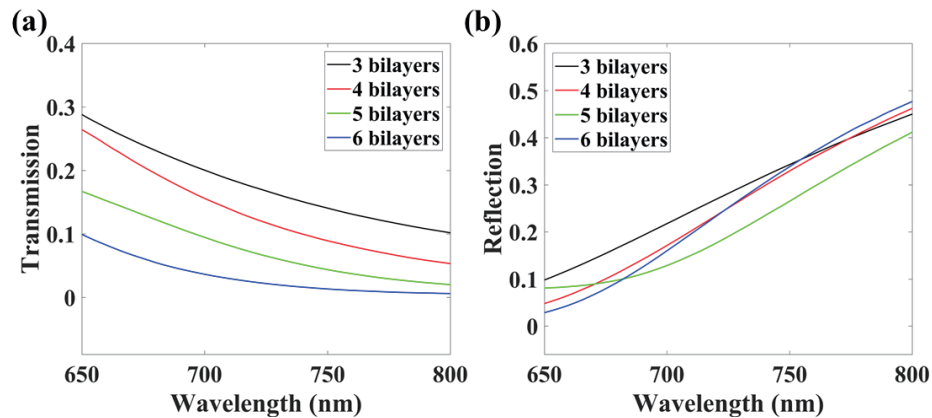 (a)
0.4
0.3
0.2
0.1
0
Transmission
3 bilayers
4 bilayers
5 bilayers
6 bilayers
650
700
750
800
Wavelength (nm)
(b)
0.6
0.5
0.4
0.3
0.2
0.1
0
Reflection
3 bilayers
4 bilayers
5 bilayers
6 bilayers
650
700
750
800
Wavelength (nm)